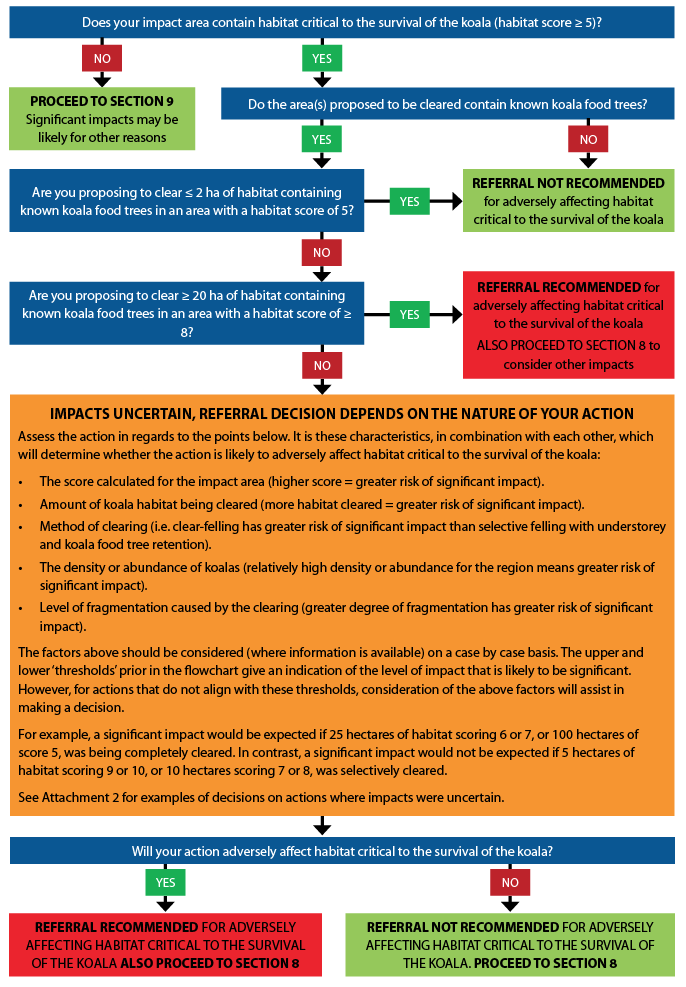 Does your impact area contain habitat critical to the survival of the koala (habitat score ≥ 5)?
NO
YES
PROCEED TO SECTION 9
Significant impacts may be
likely for other reasons
Do the area(s) proposed to be cleared contain known koala food trees?
YES
NO
Are you proposing to clear ≤ 2 ha of habitat containing
known koala food trees in an area with a habitat score of 5?
YES
REFERRAL NOT RECOMMENDED
for adversely affecting habitat
critical to the survival of the koala
NO
Are you proposing to clear ≥ 20 ha of habitat containing
known koala food trees in an area with a habitat score of ≥
8?
YES
REFERRAL RECOMMENDED for
adversely affecting habitat critical
to the survival of the koala
ALSO PROCEED TO SECTION 8 to
consider other impacts
NO
IMPACTS UNCERTAIN, REFERRAL DECISION DEPENDS ON THE NATURE OF YOUR ACTION
Assess the action in regards to the points below. It is these characteristics, in combination with each other, which
will determine whether the action is likely to adversely affect habitat critical to the survival of the koala:
• The score calculated for the impact area (higher score = greater risk of significant impact).
• Amount of koala habitat being cleared (more habitat cleared = greater risk of significant impact).
• Method of clearing (i.e. clear-felling has greater risk of significant impact than selective felling with understorey
and koala food tree retention).
• The density or abundance of koalas (relatively high density or abundance for the region means greater risk of
significant impact).
• Level of fragmentation caused by the clearing (greater degree of fragmentation has greater risk of significant
impact).
The factors above should be considered (where information is available) on a case by case basis. The upper and
lower 'thresholds' prior in the flowchart give an indication of the level of impact that is likely to be significant.
However, for actions that do not align with these thresholds, consideration of the above factors will assist in
making a decision.
For example, a significant impact would be expected if 25 hectares of habitat scoring 6 or 7, or 100 hectares of
score 5, was being completely cleared. In contrast, a significant impact would not be expected if 5 hectares of
habitat scoring 9 or 10, or 10 hectares scoring 7 or 8, was selectively cleared.
See Attachment 2 for examples of decisions on actions where impacts were uncertain.
Will your action adversely affect habitat critical to the survival of the koala?
YES
NO
REFERRAL RECOMMENDED FOR ADVERSELY
AFFECTING HABITAT CRITICAL TO THE SURVIVAL
OF THE KOALA ALSO PROCEED TO SECTION 8
REFERRAL NOT RECOMMENDED FOR ADVERSELY
AFFECTING HABITAT CRITICAL TO THE SURVIVAL OF
THE KOALA. PROCEED TO SECTION 8